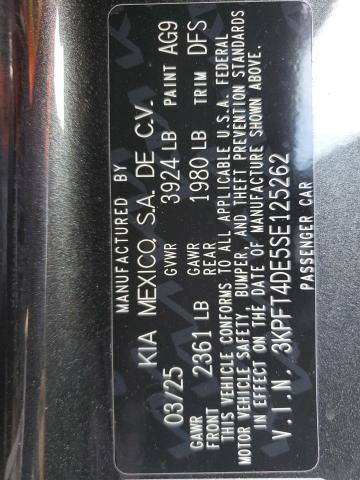 MANUFACTURED BY
KIA MEXICO, S.A. DE C.V.
03/25 GVWR 3924 LB PAINT AG9
GAWR FRONT 2361 LB GAWR REAR 1980 LB TRIM DFS
THIS VEHICLE CONFORMS TO ALL APPLICABLE U.S.A. FEDERAL
MOTOR VEHICLE SAFETY, BUMPER, AND THEFT PREVENTION STANDARDS
IN EFFECT ON THE DATE OF MANUFACTURE SHOWN ABOVE.
V.I.N. 3KPFT4DE5SE125262
PASSENGER CAR